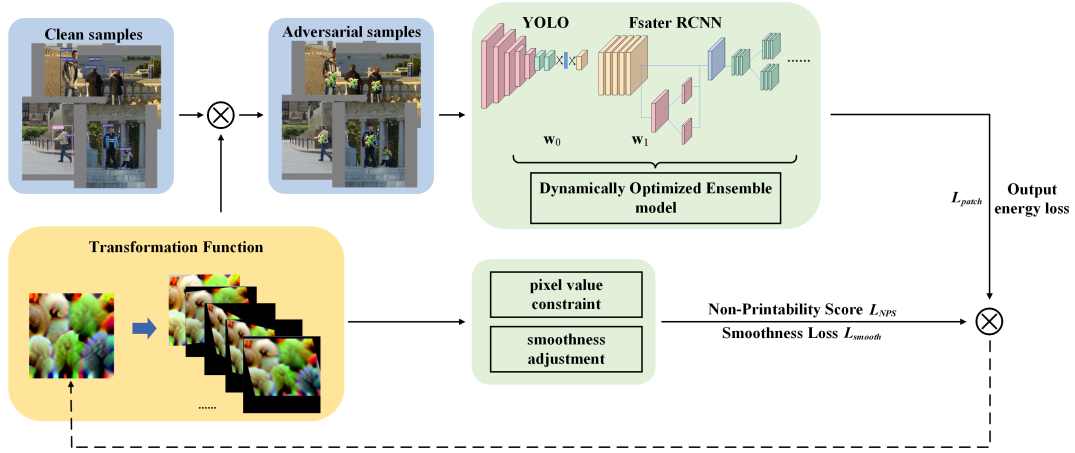 Clean samples
Adversarial samples
YOLO
Fsater RCNN
......
w0
w1
Dynamically Optimized Ensemble
model
Lpatch
Output
energy loss
Transformation Function
......
pixel value
constraint
smoothness
adjustment
Non-Printability Score LNPS
Smoothness Loss Lsmooth